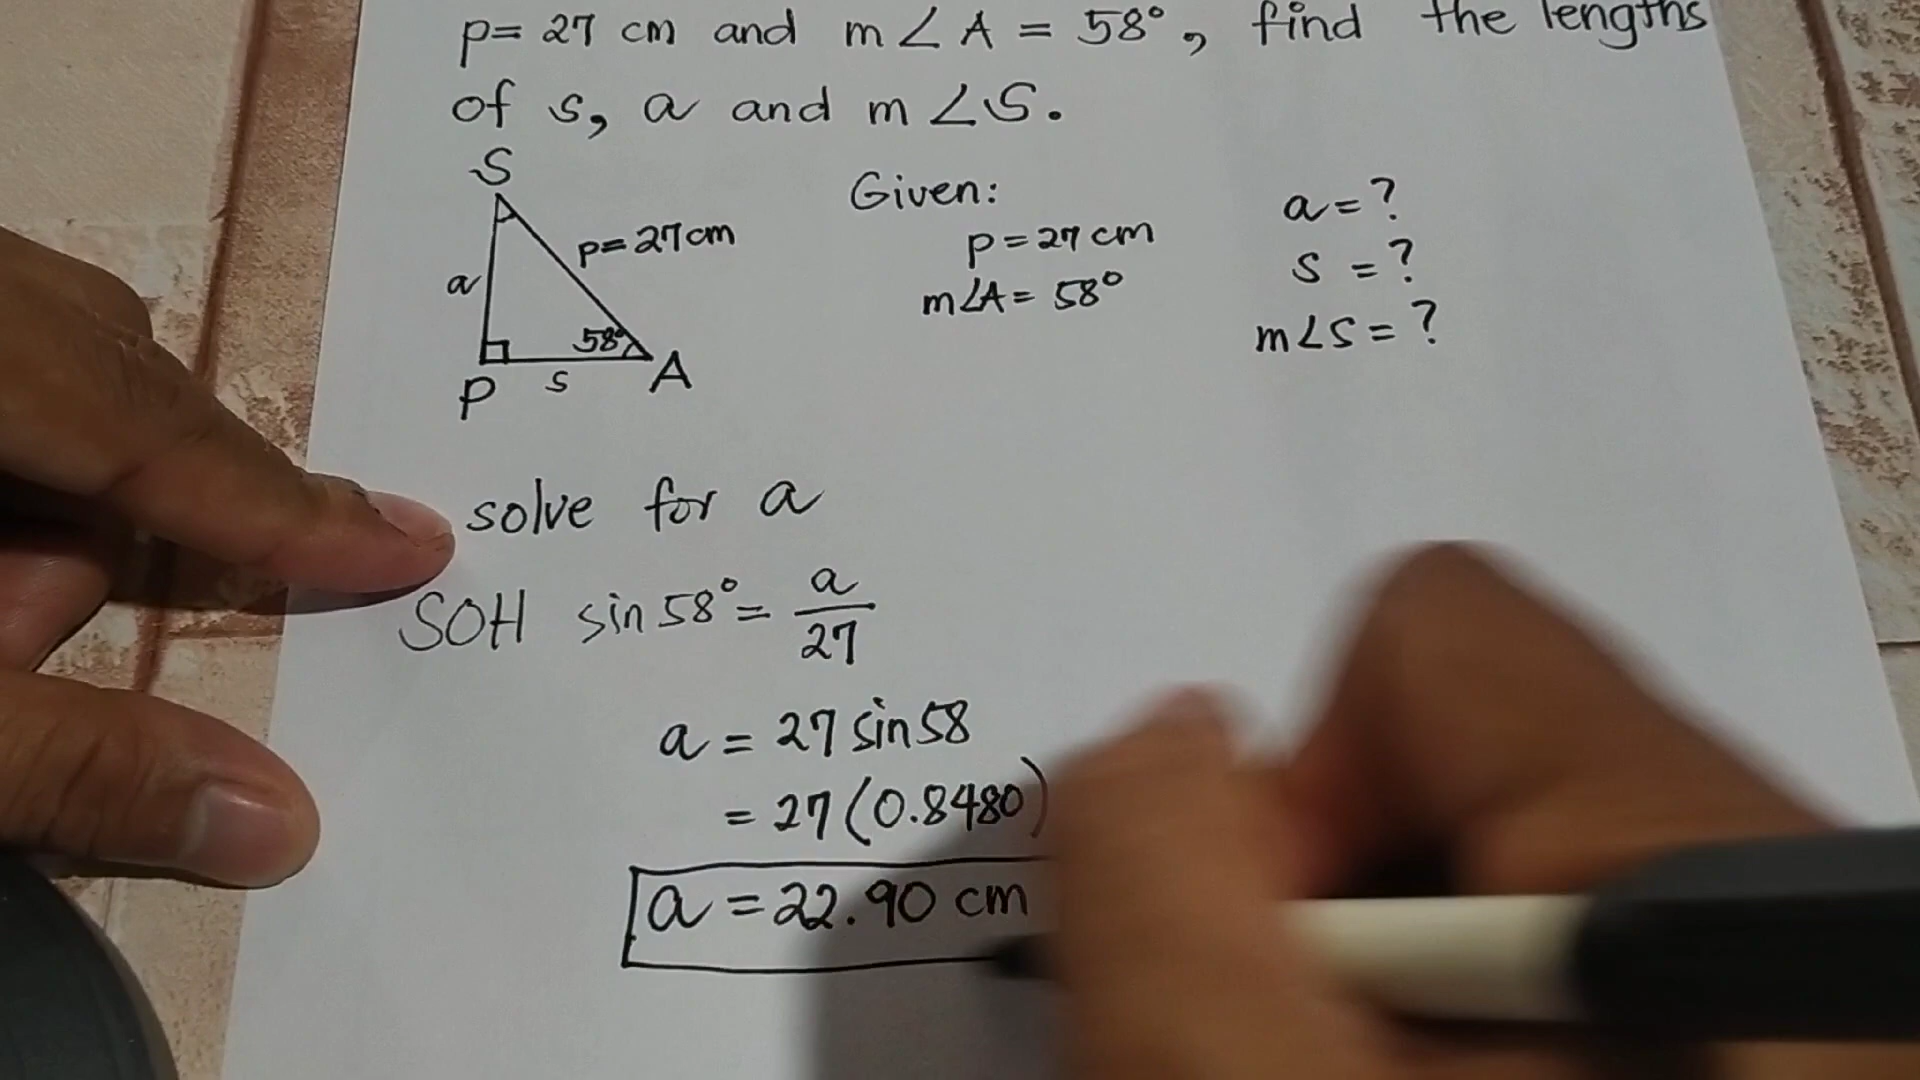 p= 27 cm and m∠A = 58°, find the lengths
of s, a and m∠S.
S
p=27cm
a
58°
P s A
Given:
p=27 cm
m∠A= 58°
a=?
s =?
m∠S=?
solve for a
SOH sin 58°= a/27
a = 27 sin 58
= 27(0.8480)
a = 22.90 cm